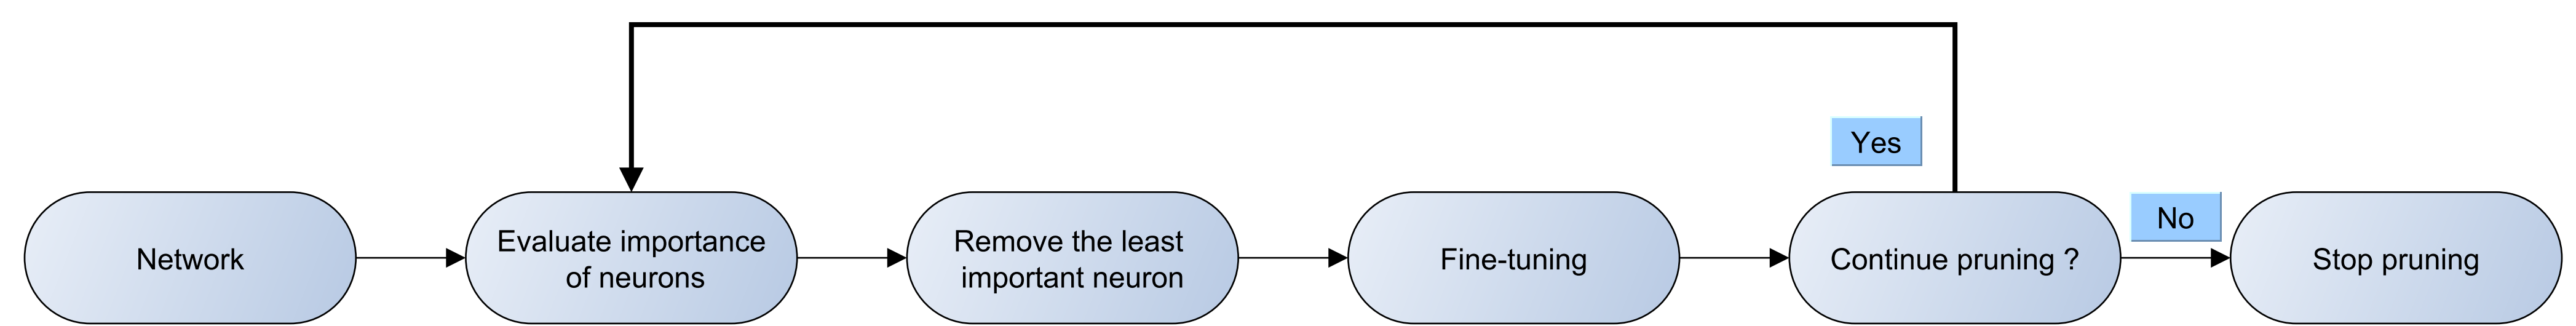 Network
Evaluate importance
of neurons
Remove the least
important neuron
Fine-tuning
Continue pruning ?
Yes
No
Stop pruning